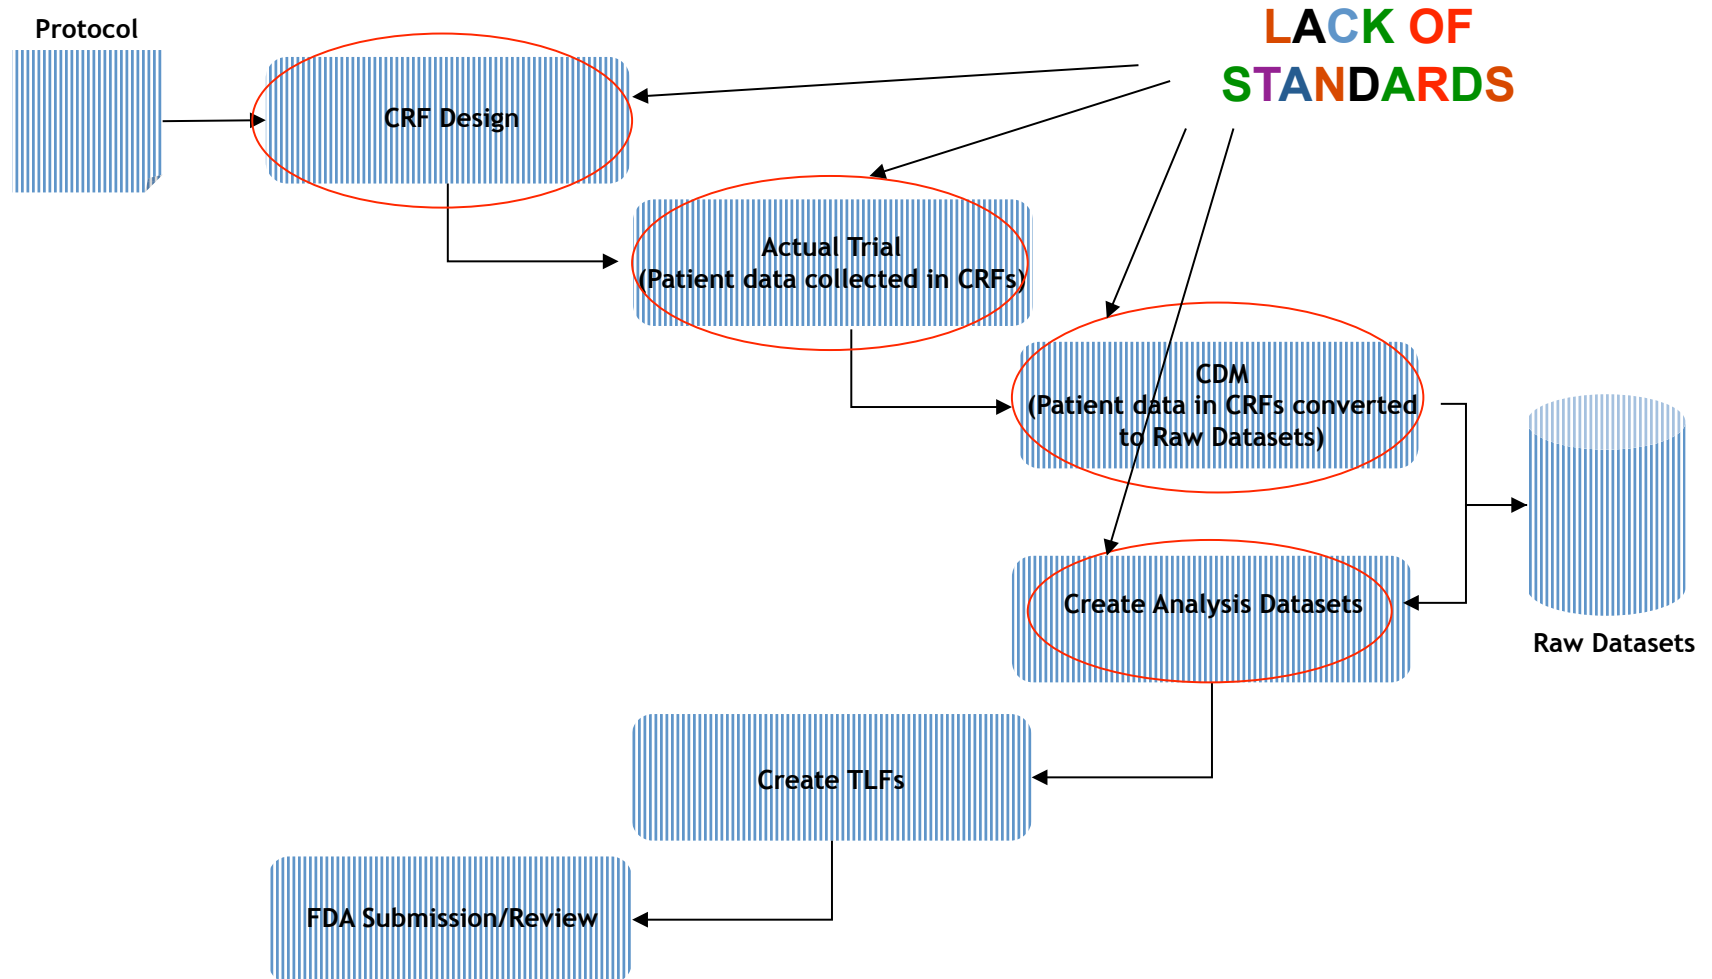 Protocol
LACK OF
STANDARDS
CRF Design
Actual Trial
(Patient data collected in CRFs)
CDM
(Patient data in CRFs converted
to Raw Datasets)
Create Analysis Datasets
Raw Datasets
Create TLFs
FDA Submission/Review